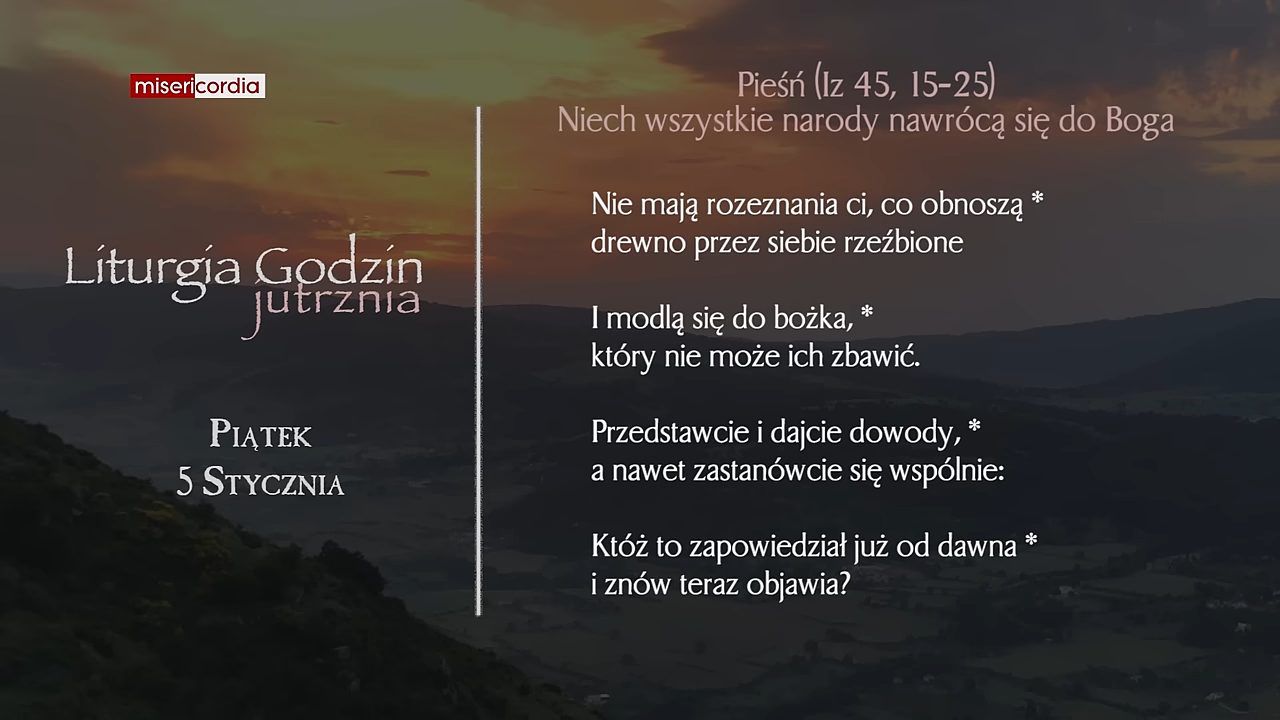 misericordia
Liturgia Godzin
jutrznia
Piątek
5 Stycznia
Pieśń (Iz 45, 15-25)
Niech wszystkie narody nawrócą się do Boga
Nie mają rozeznania ci, co obnoszą *
drewno przez siebie rzeźbione
I modlą się do bożka, *
który nie może ich zbawić.
Przedstawcie i dajcie dowody, *
a nawet zastanówcie się wspólnie:
Któż to zapowiedział już od dawna *
i znów teraz objawia?